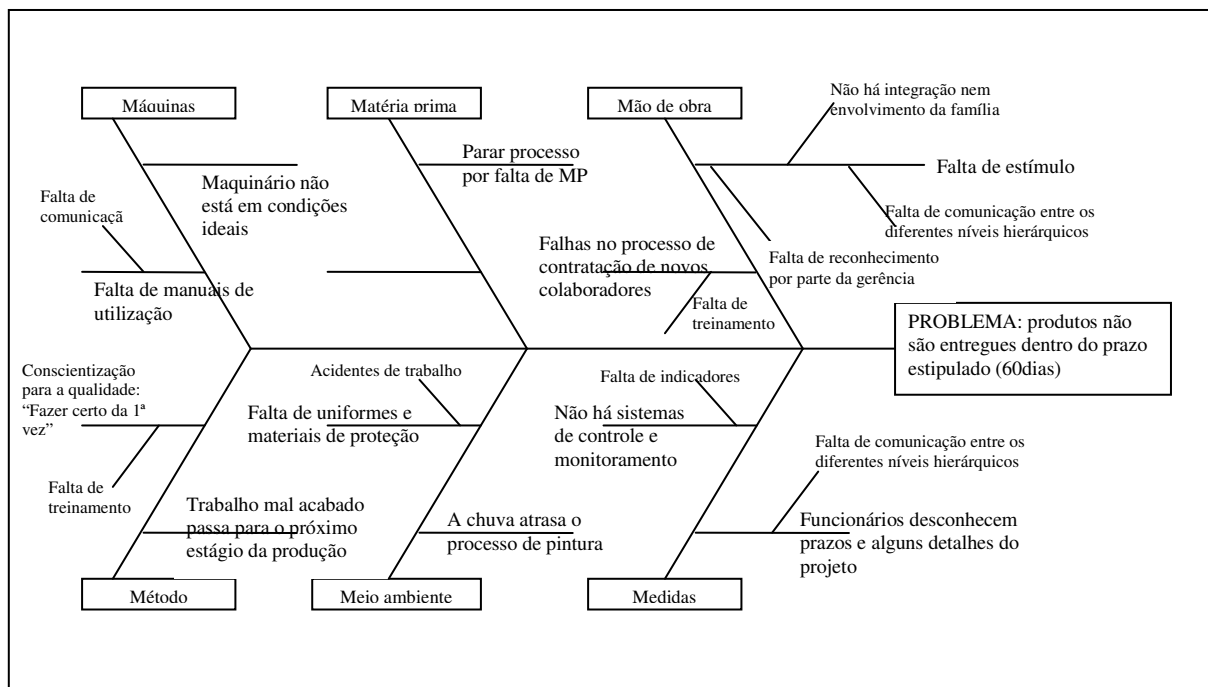 Máquinas
Matéria prima
Mão de obra
Não há integração nem
envolvimento da família
Parar processo
por falta de MP
Falta de estímulo
Maquinário não
está em condições
ideais
Falta de
comunicaçã
Falta de comunicação entre os
diferentes níveis hierárquicos
Falhas no processo de
contratação de novos
colaboradores
Falta de reconhecimento
por parte da gerência
Falta de manuais de
utilização
Falta de
treinamento
PROBLEMA: produtos não
são entregues dentro do prazo
estipulado (60dias)
Conscientização
para a qualidade:
“Fazer certo da 1ª
vez”
Acidentes de trabalho
Falta de indicadores
Falta de uniformes e
materiais de proteção
Não há sistemas
de controle e
monitoramento
Falta de comunicação entre os
diferentes níveis hierárquicos
Falta de
treinamento
Trabalho mal acabado
passa para o próximo
estágio da produção
A chuva atrasa o
processo de pintura
Funcionários desconhecem
prazos e alguns detalhes do
projeto
Método
Meio ambiente
Medidas